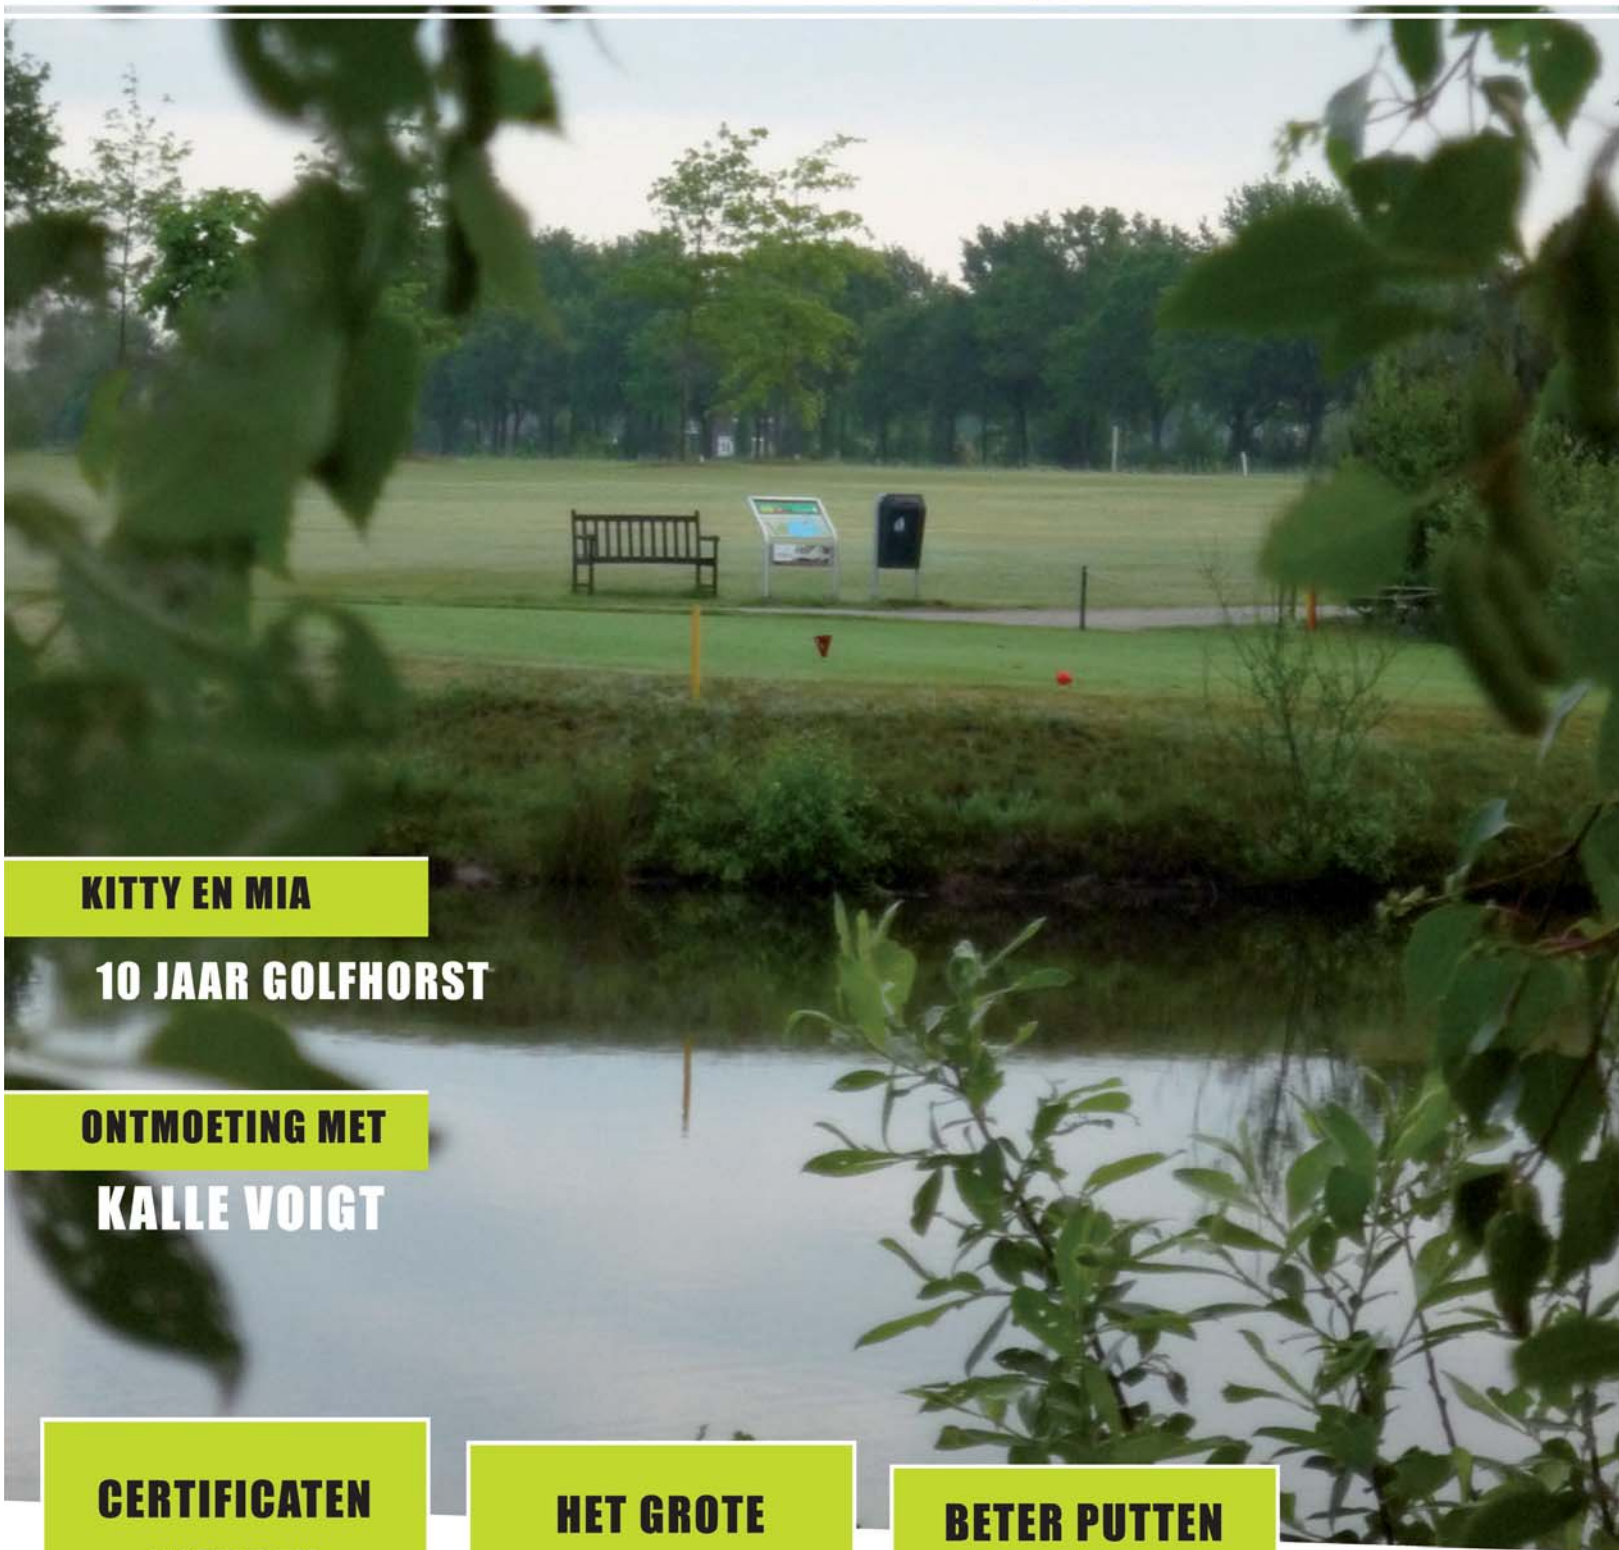 KITTY EN MIA
10 JAAR GOLFHORST
ONTMOETING MET
KALLE VOIGT
CERTIFICATEN
HET GROTE
BETER PUTTEN